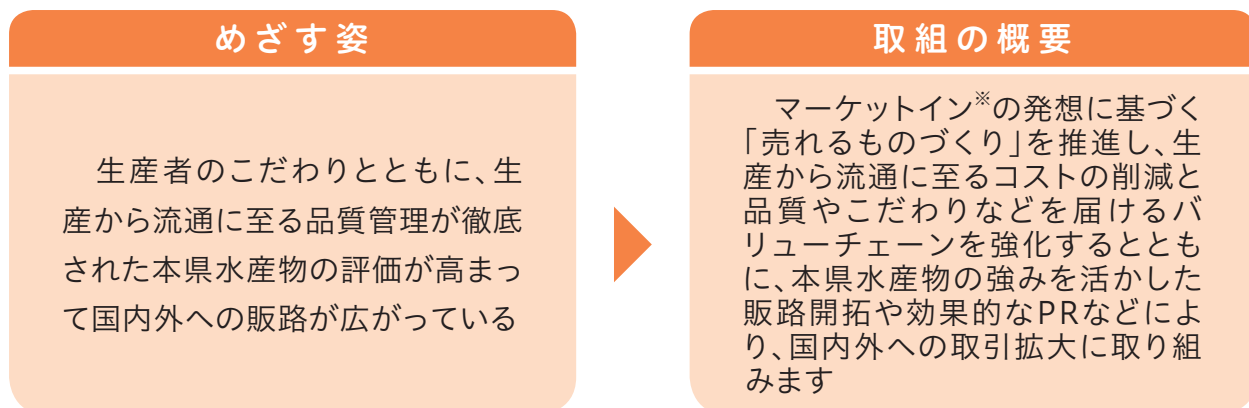 めざす姿
生産者のこだわりとともに、生
産から流通に至る品質管理が徹底
された本県水産物の評価が高まっ
て国内外への販路が広がっている
取組の概要
マーケットイン※の発想に基づく
「売れるものづくり」を推進し、生
産から流通に至るコストの削減と
品質やこだわりなどを届けるバ
リューチェーンを強化するととも
に、本県水産物の強みを活かした
販路開拓や効果的なPRなどによ
り、国内外への取引拡大に取り組
みます